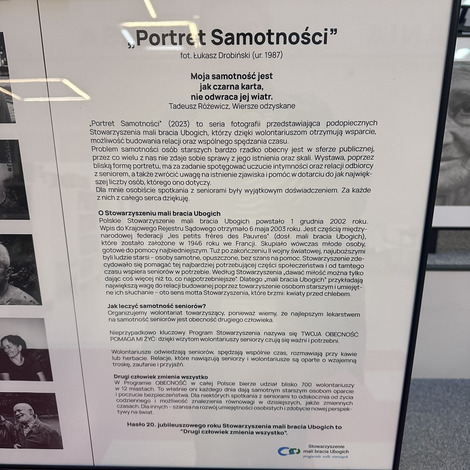 „Portret Samotności”
fot. Łukasz Drobiński (ur. 1987)
Moja samotność jest
jak czarna karta,
nie odwraca jej wiatr.
Tadeusz Różewicz, Wiersze odzyskane
„Portret Samotności” (2023) to seria fotografii przedstawiająca podopiecznych
Stowarzyszenia mali bracia Ubogich, którzy dzięki wolontariuszom otrzymują wsparcie,
możliwość budowania relacji oraz wspólnego spędzania czasu.
Problem samotności osób starszych bardzo rzadko obecny jest w sferze publicznej,
przez co wielu z nas nie zdaje sobie sprawy z jego istnienia oraz skali. Wystawa, poprzez
bliską formę portretu, ma za zadanie spotęgować uczucie intymności oraz relacji odbiorcy
z seniorem, a także zwrócić uwagę na istnienie zjawiska i pomóc w dotarciu do jak najwięk-
szej liczby osób, którego ono dotyczy.
Dla mnie osobiście spotkania z seniorami były wyjątkowym doświadczeniem. Za każde
z nich z całego serca dziękuję.
O Stowarzyszeniu mali bracia Ubogich
Polskie Stowarzyszenie mali bracia Ubogich powstało 1 grudnia 2002 roku.
Wpis do Krajowego Rejestru Sądowego otrzymało 6 maja 2003 roku. Jest częścią między-
narodowej federacji „les petits frères des Pauvres” (dosł. mali bracia Ubogich),
które zostało założone w 1946 roku we Francji. Skupiało wówczas młode osoby,
gotowe do pomocy najbiedniejszym. Tuż po zakończeniu II wojny światowej, najuboższymi
byli ludzie starsi – osoby samotne, opuszczone, bez szans na pomoc. Stowarzyszenie zde-
cydowało się pomagać tej najbardziej potrzebującej części społeczeństwa i od tamtego
czasu wspiera seniorów w potrzebie. Według Stowarzyszenia „dawać miłość można tylko
dając coś więcej niż to, co najpotrzebniejsze”. Dlatego „mali bracia Ubogich” przykładają
największą wagę do relacji budowanej poprzez towarzyszenie osobom starszym i umiejęt-
ne ich słuchanie – oto sens motta Stowarzyszenia, które brzmi: kwiaty przed chlebem.
Jak leczyć samotność seniorów?
Organizujemy wolontariat towarzyszący, ponieważ wiemy, że najlepszym lekarstwem
na samotność seniorów jest obecność drugiego człowieka.
Nieprzypadkowo kluczowy Program Stowarzyszenia nazywa się TWOJA OBECNOŚĆ
POMAGA MI ŻYĆ: dzięki wizytom wolontariuszy seniorzy czują się ważni i potrzebni.
Wolontariusze odwiedzają seniorów, spędzają wspólnie czas, rozmawiają przy kawie
lub herbacie. Relacje, które nawiązują seniorzy i wolontariusze są oparte o wzajemną
troskę, zaufanie i przyjaźń.
Drugi człowiek zmienia wszystko
W Programie OBECNOŚĆ w całej Polsce bierze udział blisko 700 wolontariuszy
w 12 miastach. To właśnie oni każdego dnia dają samotnym starszym osobom oparcie
i poczucie bezpieczeństwa. Dla niektórych spotkania z seniorami to odskocznia od życia
codziennego i możliwość znalezienia równowagi w dzisiejszych, jakże zmiennych
czasach. Dla innych – szansa na rozwój umiejętności osobistych i zdobycie nowej perspek-
tywy na świat.
Hasło 20. jubileuszowego roku Stowarzyszenia mali bracia Ubogich to
“Drugi człowiek zmienia wszystko”.
Stowarzyszenie
mali bracia Ubogich